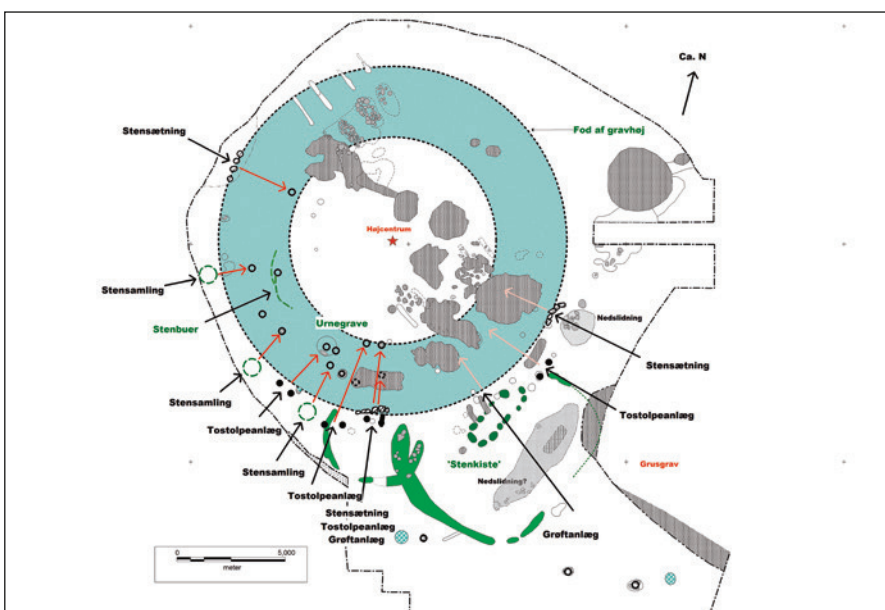 Ca. N
Stensætning
Fod af gravhøj
Højcentrum
Stensamling
Stenbuer
Urnegrave
Nedslidning
Stensætning
Stensamling
Tostolpeanlæg
Tostolpeanlæg
Stensamling
"Stenkiste"
Nedslidning?
Grusgrav
Tostolpeanlæg
Stensætning
Tostolpeanlæg
Grøftanlæg
Grøftanlæg
0 5,000
meter